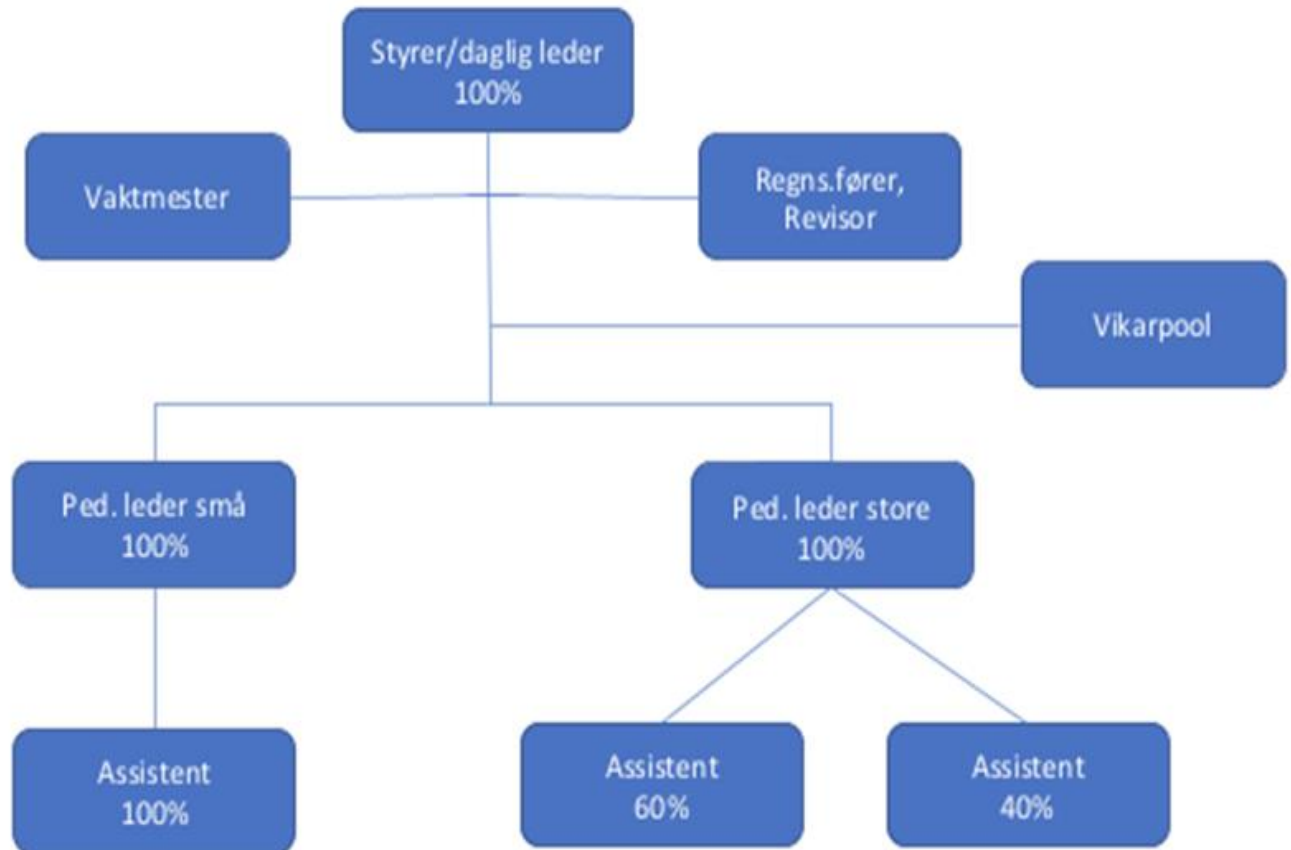 Styrer/daglig leder
100%
Vaktmester
Regns.fører,
Revisor
Vikarpool
Ped. leder små
100%
Ped. leder store
100%
Assistent
100%
Assistent
60%
Assistent
40%